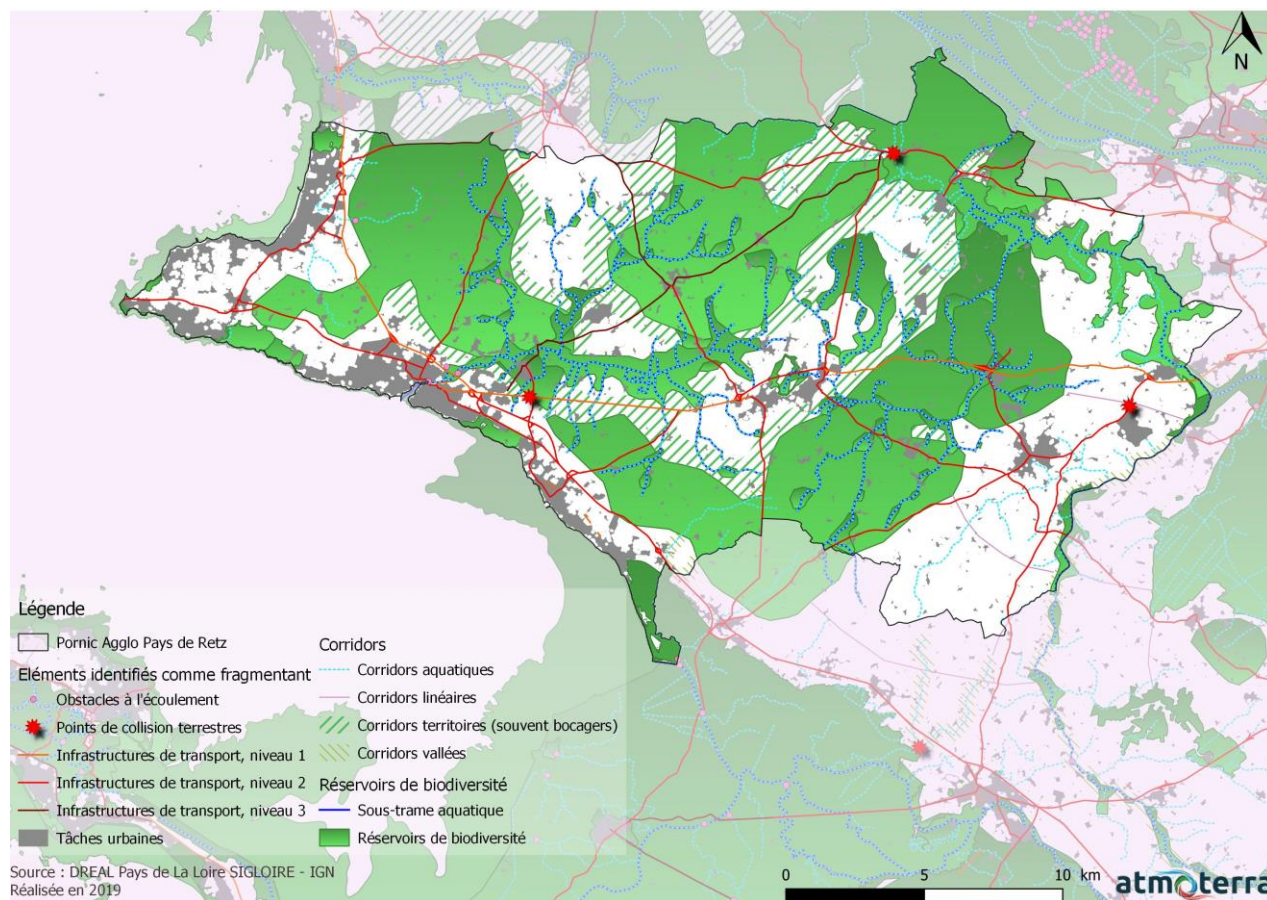 N
Légende
Pornic Agglo Pays de Retz
Eléments identifiés comme fragmentant
Obstacles à l'écoulement
Points de collision terrestres
Infrastructures de transport, niveau 1
Infrastructures de transport, niveau 2
Infrastructures de transport, niveau 3
Tâches urbaines
Corridors
Corridors aquatiques
Corridors linéaires
Corridors territoires (souvent bocagers)
Corridors vallées
Réservoirs de biodiversité
Sous-trame aquatique
Réservoirs de biodiversité
Source : DREAL Pays de La Loire SIGLOIRE - IGN
Réalisée en 2019
0 5 10 km
atmoterra